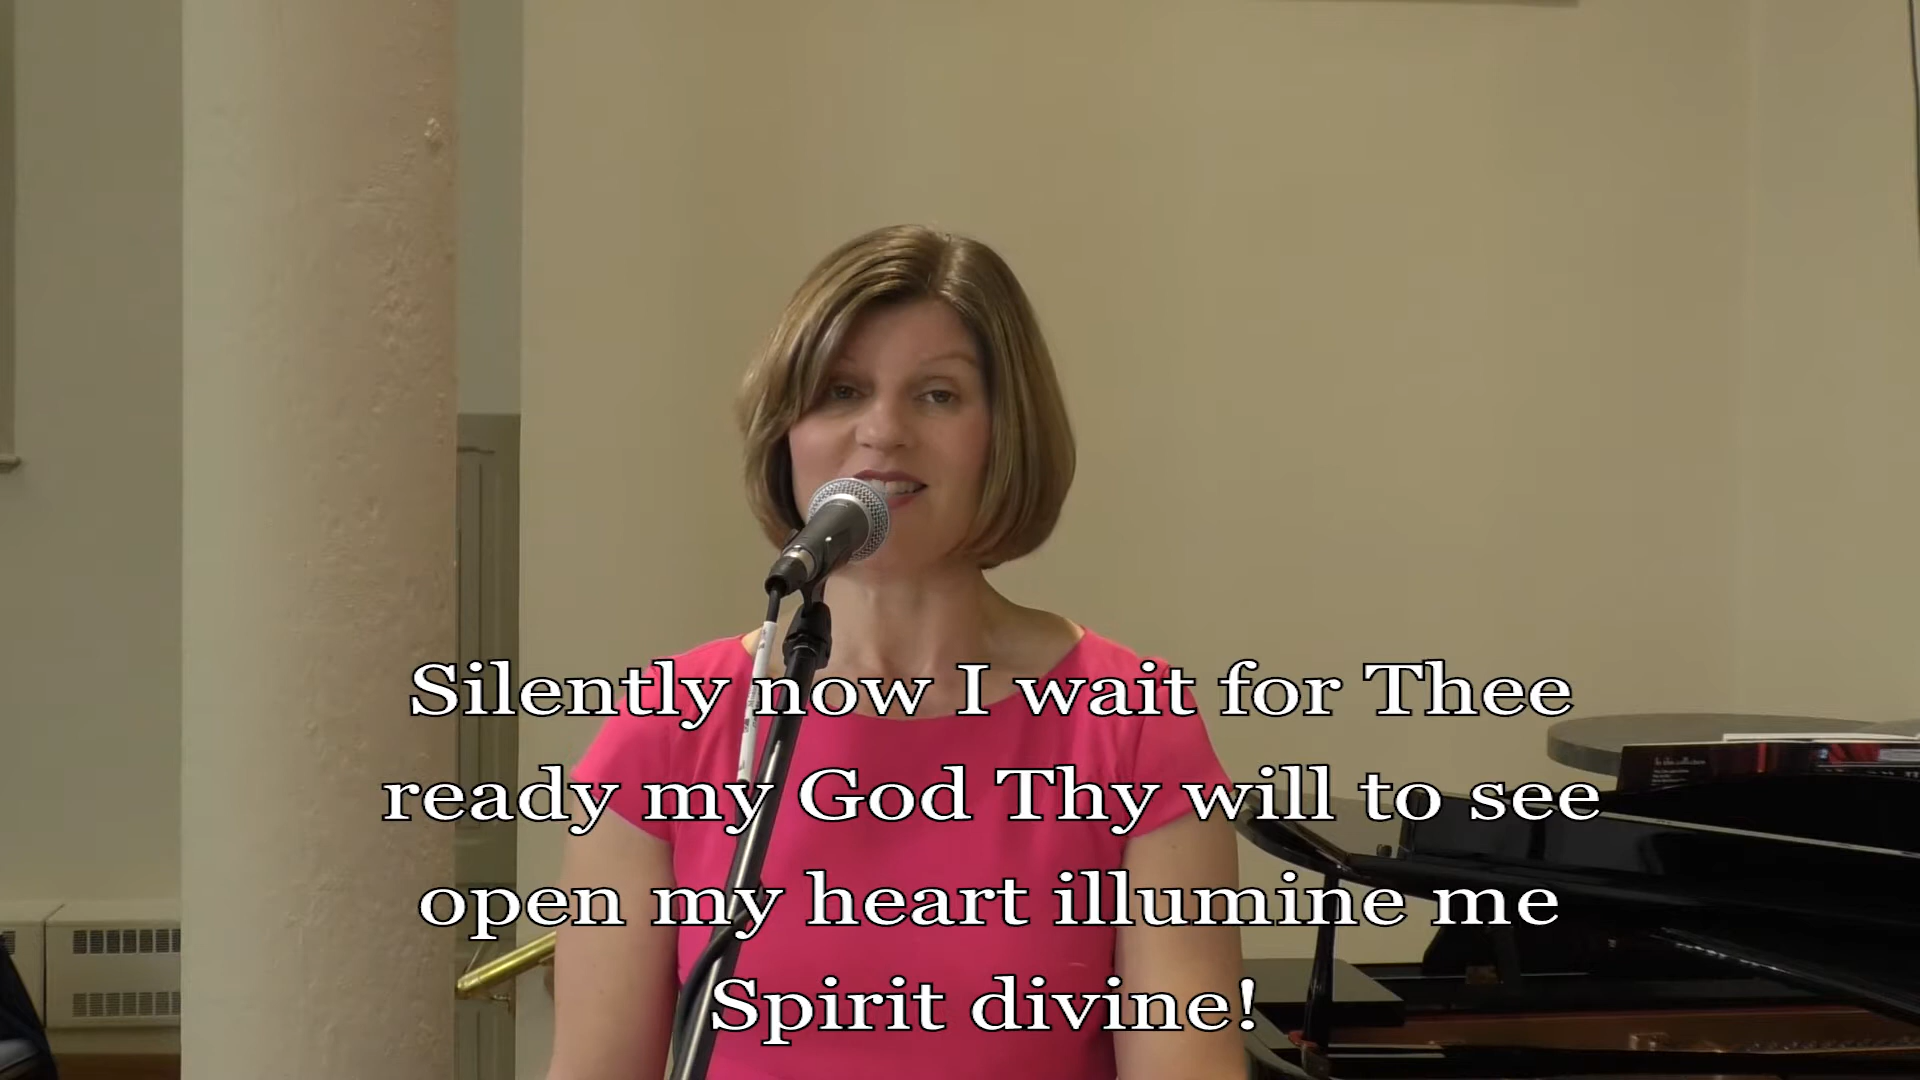 Silently now I wait for Thee
ready my God Thy will to see
open my heart illumine me
Spirit divine!